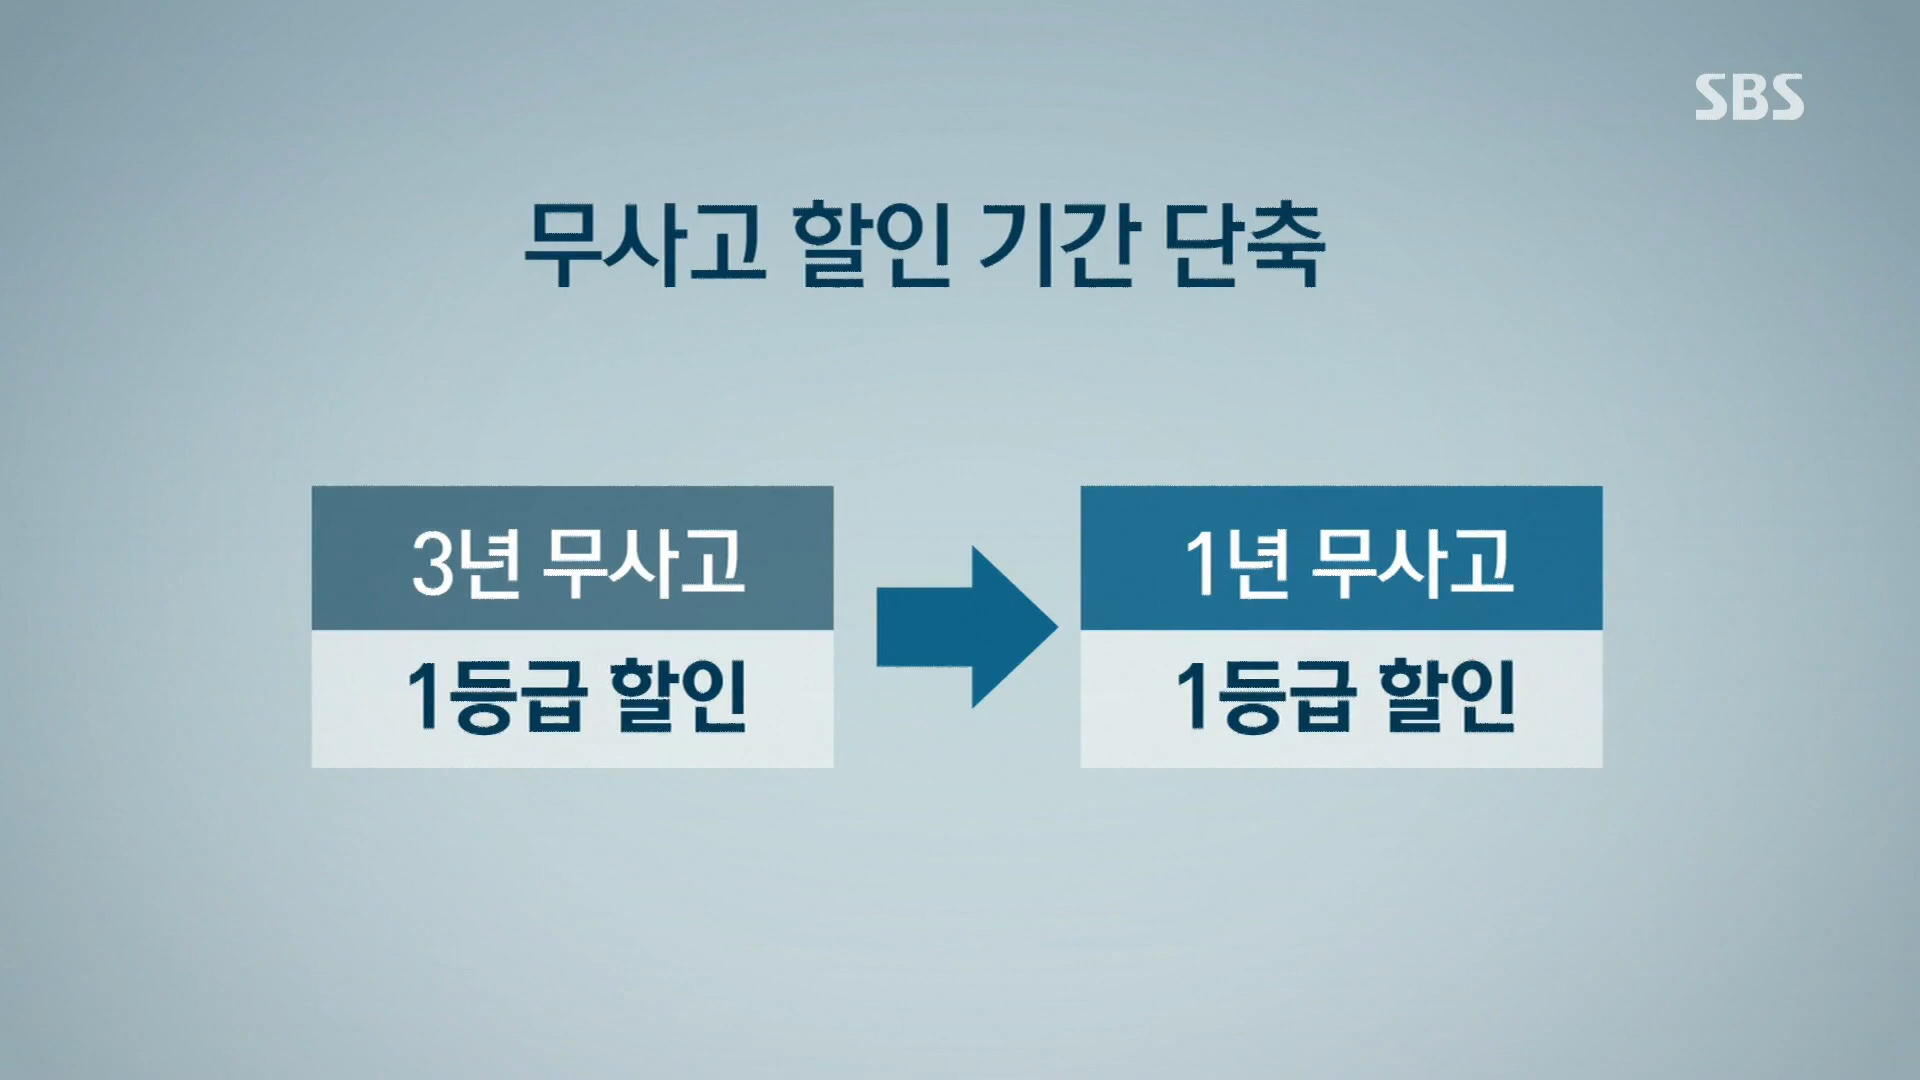 SBS
무사고 할인 기간 단축
3년 무사고
1등급 할인
1년 무사고
1등급 할인